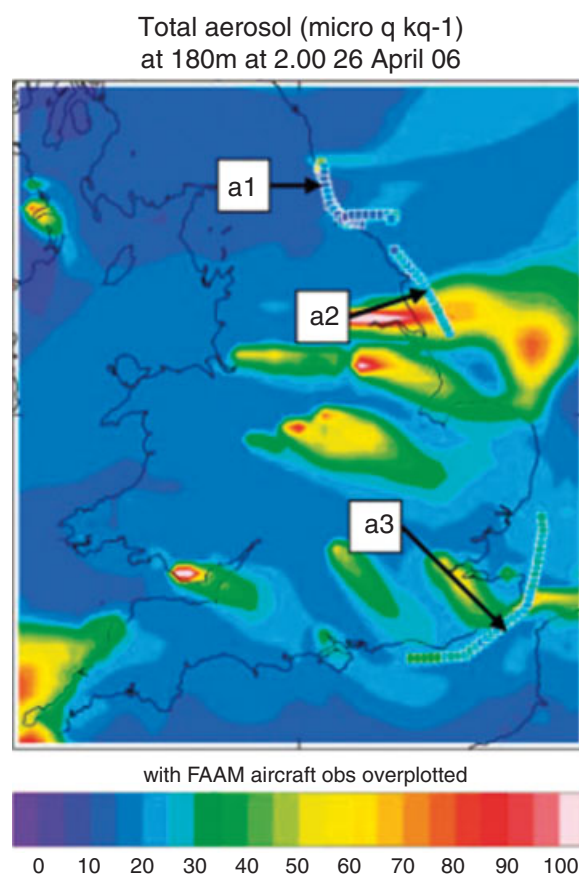 Total aerosol (micro q kq-1)
at 180m at 2.00 26 April 06
a1
a2
a3
with FAAM aircraft obs overplotted
0 10 20 30 40 50 60 70 80 90 100